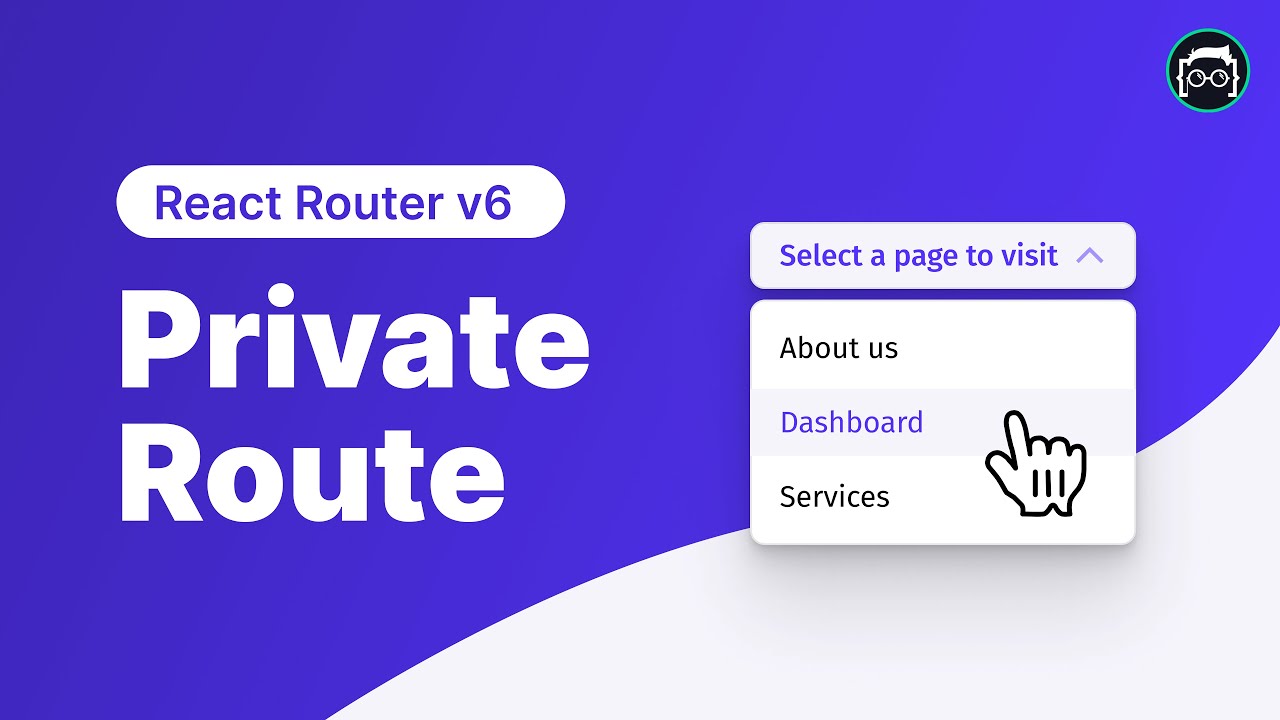 React Router v6
Private
Route
Select a page to visit
About us
Dashboard
Services